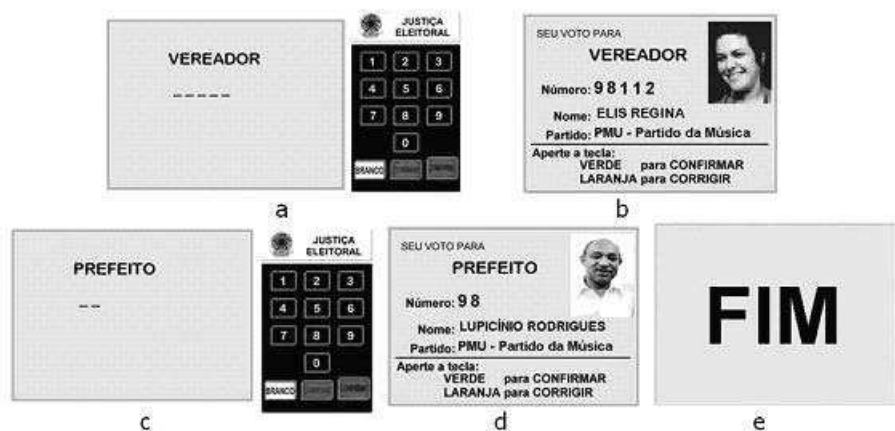 VEREADOR
_ _ _ _ _
JUSTIÇA
ELEITORAL
1 2 3
4 5 6
7 8 9
0
BRANCO
a
SEU VOTO PARA
VEREADOR
Número: 98112
Nome: ELIS REGINA
Partido: PMU - Partido da Música
Aperte a tecla:
VERDE para CONFIRMAR
LARANJA para CORRIGIR
b
PREFEITO
_ _
JUSTIÇA
ELEITORAL
1 2 3
4 5 6
7 8 9
0
BRANCO
c
SEU VOTO PARA
PREFEITO
Número: 98
Nome: LUPICÍNIO RODRIGUES
Partido: PMU - Partido da Música
Aperte a tecla:
VERDE para CONFIRMAR
LARANJA para CORRIGIR
d
FIM
e